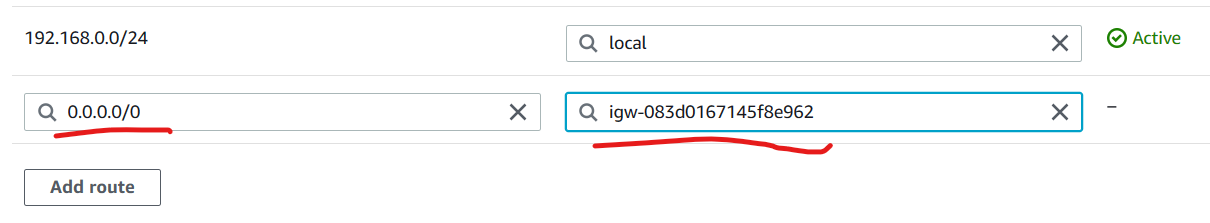 192.168.0.0/24 local Active
0.0.0.0/0 igw-083d0167145f8e962 –
Add route